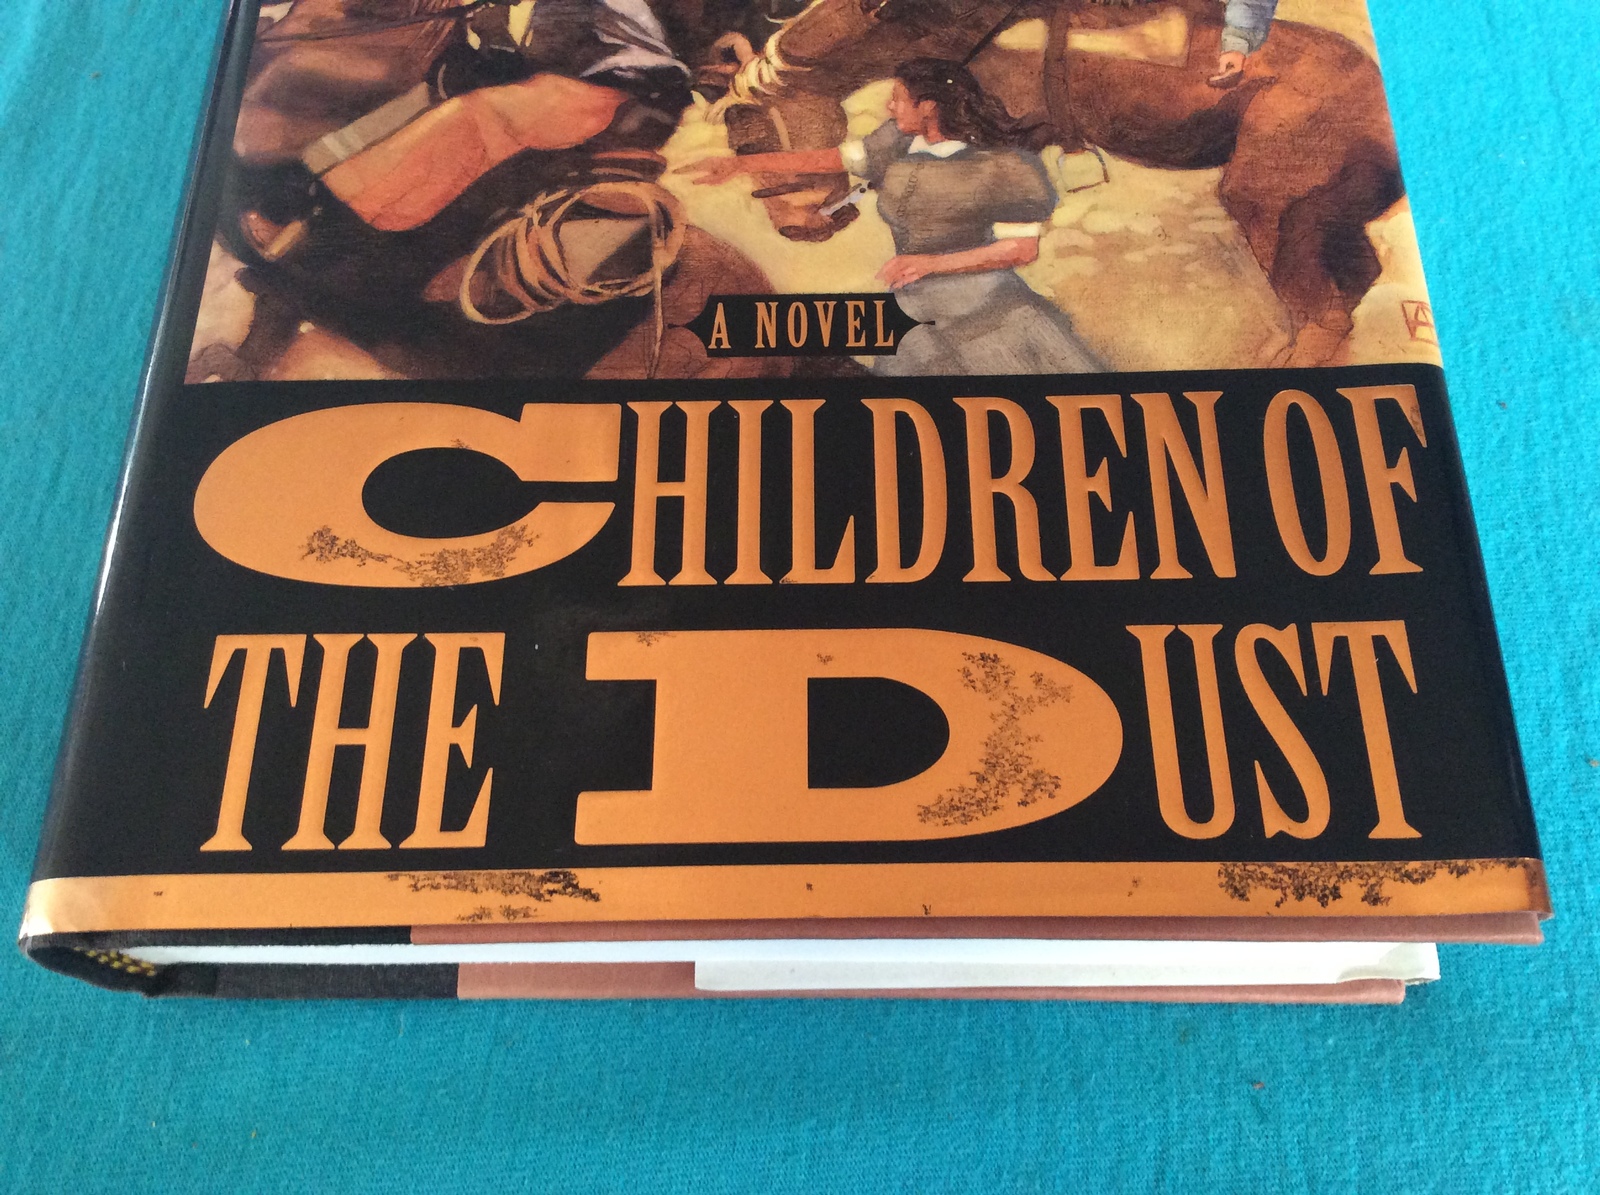 A NOVEL
CHILDREN OF
THE DUST